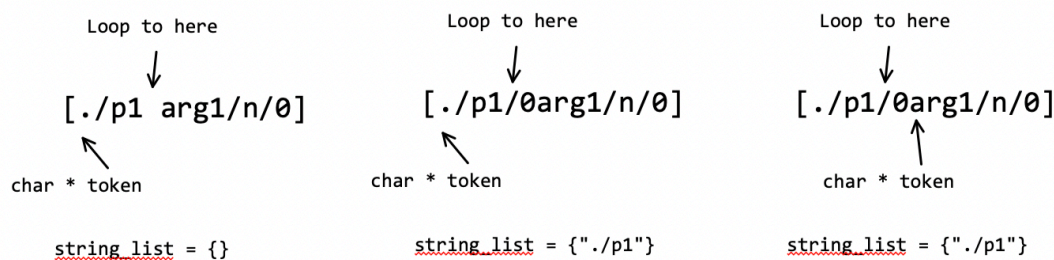 Loop to here
[./p1 arg1/n/0]
char * token
string_list = {}
Loop to here
[./p1/0arg1/n/0]
char * token
string_list = {"./p1"}
Loop to here
[./p1/0arg1/n/0]
char * token
string_list = {"./p1"}